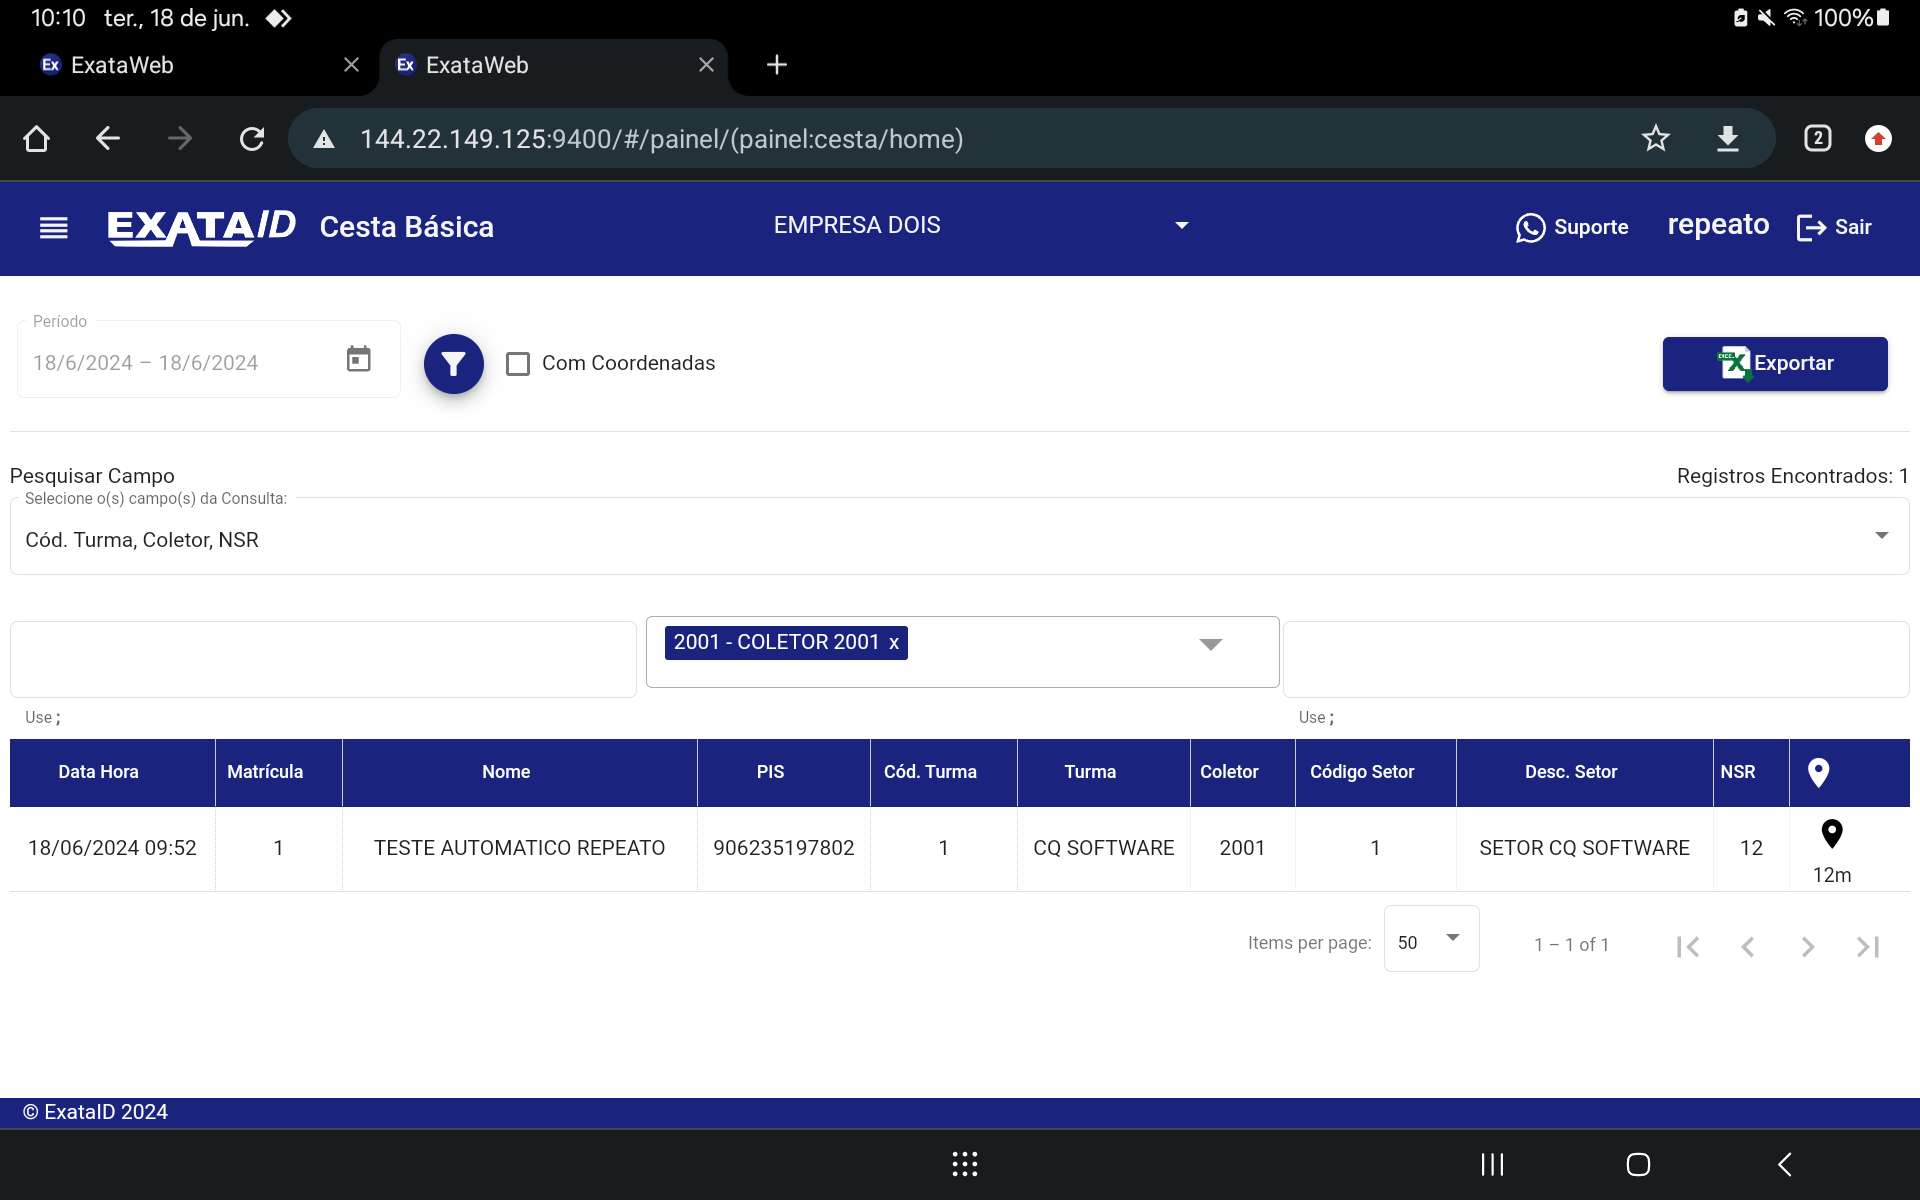 10:10 ter., 18 de jun. 100%
Ex ExataWeb Ex ExataWeb
144.22.149.125:9400/#/painel/(painel:cesta/home) 2
EXATAID Cesta Básica EMPRESA DOIS Suporte repeato Sair
Período
18/6/2024 – 18/6/2024 Com Coordenadas Exportar
Pesquisar Campo Registros Encontrados: 1
Selecione o(s) campo(s) da Consulta:
Cód. Turma, Coletor, NSR
2001 - COLETOR 2001 x
Use ; Use ;
Data Hora Matrícula Nome PIS Cód. Turma Turma Coletor Código Setor Desc. Setor NSR
18/06/2024 09:52 1 TESTE AUTOMATICO REPEATO 906235197802 1 CQ SOFTWARE 2001 1 SETOR CQ SOFTWARE 12
12m
Items per page: 50 1 – 1 of 1
© ExataID 2024